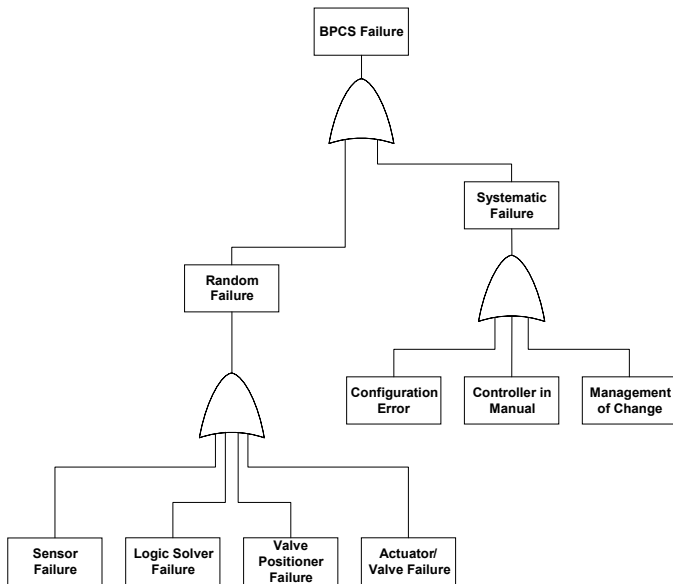 BPCS Failure
Systematic
Failure
Random
Failure
Configuration
Error
Controller in
Manual
Management
of Change
Sensor
Failure
Logic Solver
Failure
Valve
Positioner
Failure
Actuator/
Valve Failure